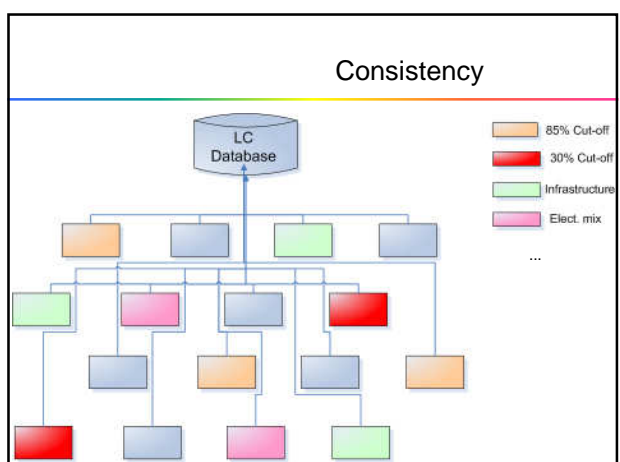 Consistency
LC
Database
85% Cut-off
30% Cut-off
Infrastructure
Elect. mix
...